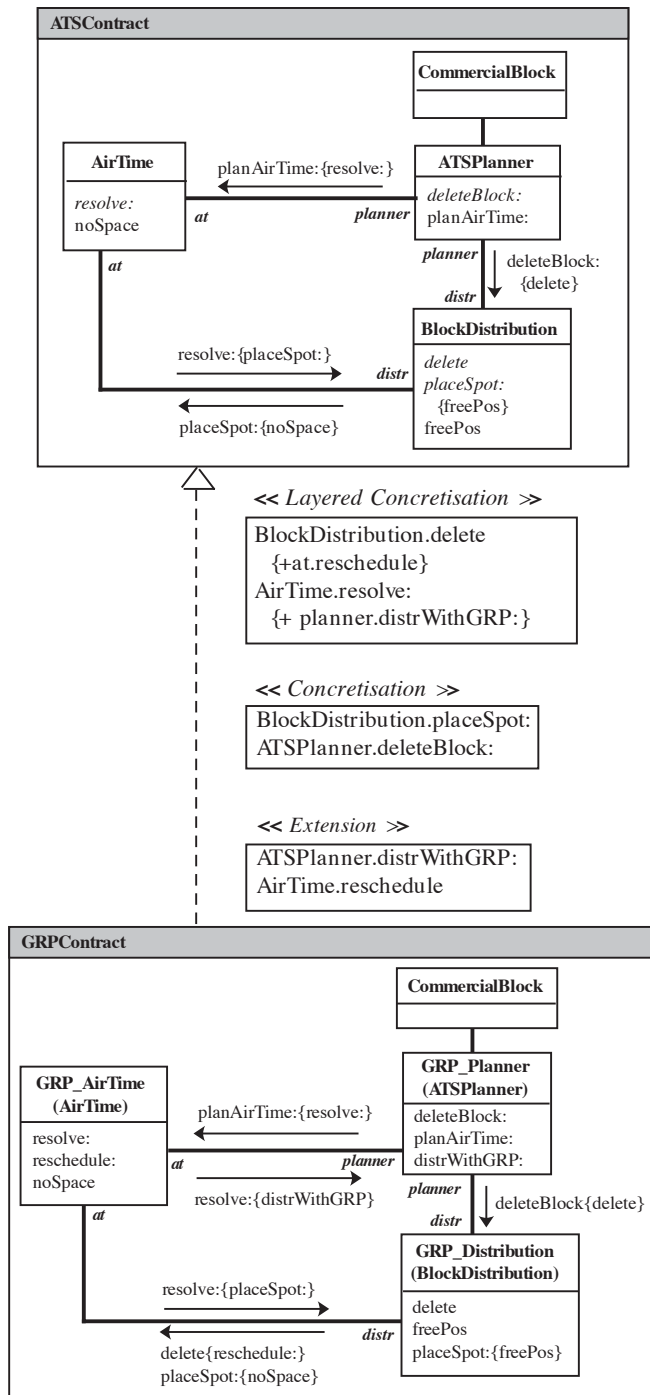 ATSContract
CommercialBlock
AirTime
resolve:
noSpace
planAirTime:{resolve:}
at
planner
ATSPlanner
deleteBlock:
planAirTime:
at
planner
deleteBlock:
{delete}
distr
BlockDistribution
delete
placeSpot:
{freePos}
freePos
resolve:{placeSpot:}
distr
placeSpot:{noSpace}
<< Layered Concretisation >>
BlockDistribution.delete
{+at.reschedule}
AirTime.resolve:
{+ planner.distrWithGRP:}
<< Concretisation >>
BlockDistribution.placeSpot:
ATSPlanner.deleteBlock:
<< Extension >>
ATSPlanner.distrWithGRP:
AirTime.reschedule
GRPContract
CommercialBlock
GRP_AirTime
(AirTime)
resolve:
reschedule:
noSpace
planAirTime:{resolve:}
at
planner
resolve:{distrWithGRP}
GRP_Planner
(ATSPlanner)
deleteBlock:
planAirTime:
distrWithGRP:
at
planner
deleteBlock{delete}
distr
GRP_Distribution
(BlockDistribution)
delete
freePos
placeSpot:{freePos}
resolve:{placeSpot:}
distr
delete{reschedule:}
placeSpot:{noSpace}